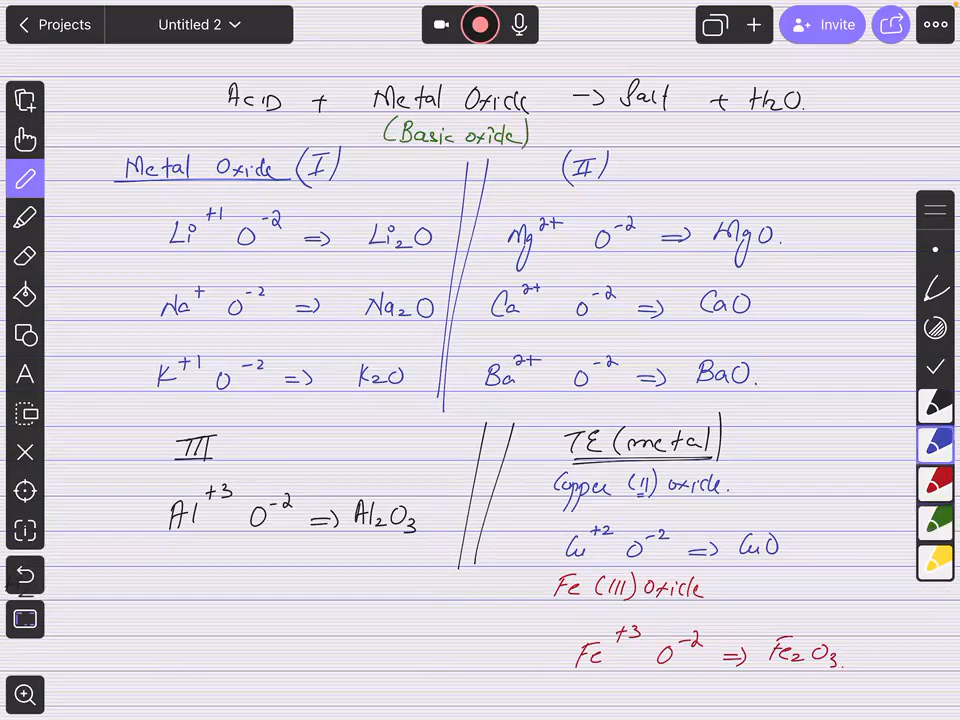 Projects
Untitled 2
Invite
ACID + Metal Oxide -> Salt + H2O.
(Basic oxide)
Metal Oxide (I)
Li+1 O-2 => Li2O
Na+ O-2 => Na2O
K+1 O-2 => K2O
(II)
Mg2+ O-2 => MgO.
Ca2+ O-2 => CaO
Ba2+ O-2 => BaO.
III
Al+3 O-2 => Al2O3
TE (metal)
Copper (II) oxide.
Cu+2 O-2 => CuO
Fe (III) Oxide
Fe+3 O-2 => Fe2O3.